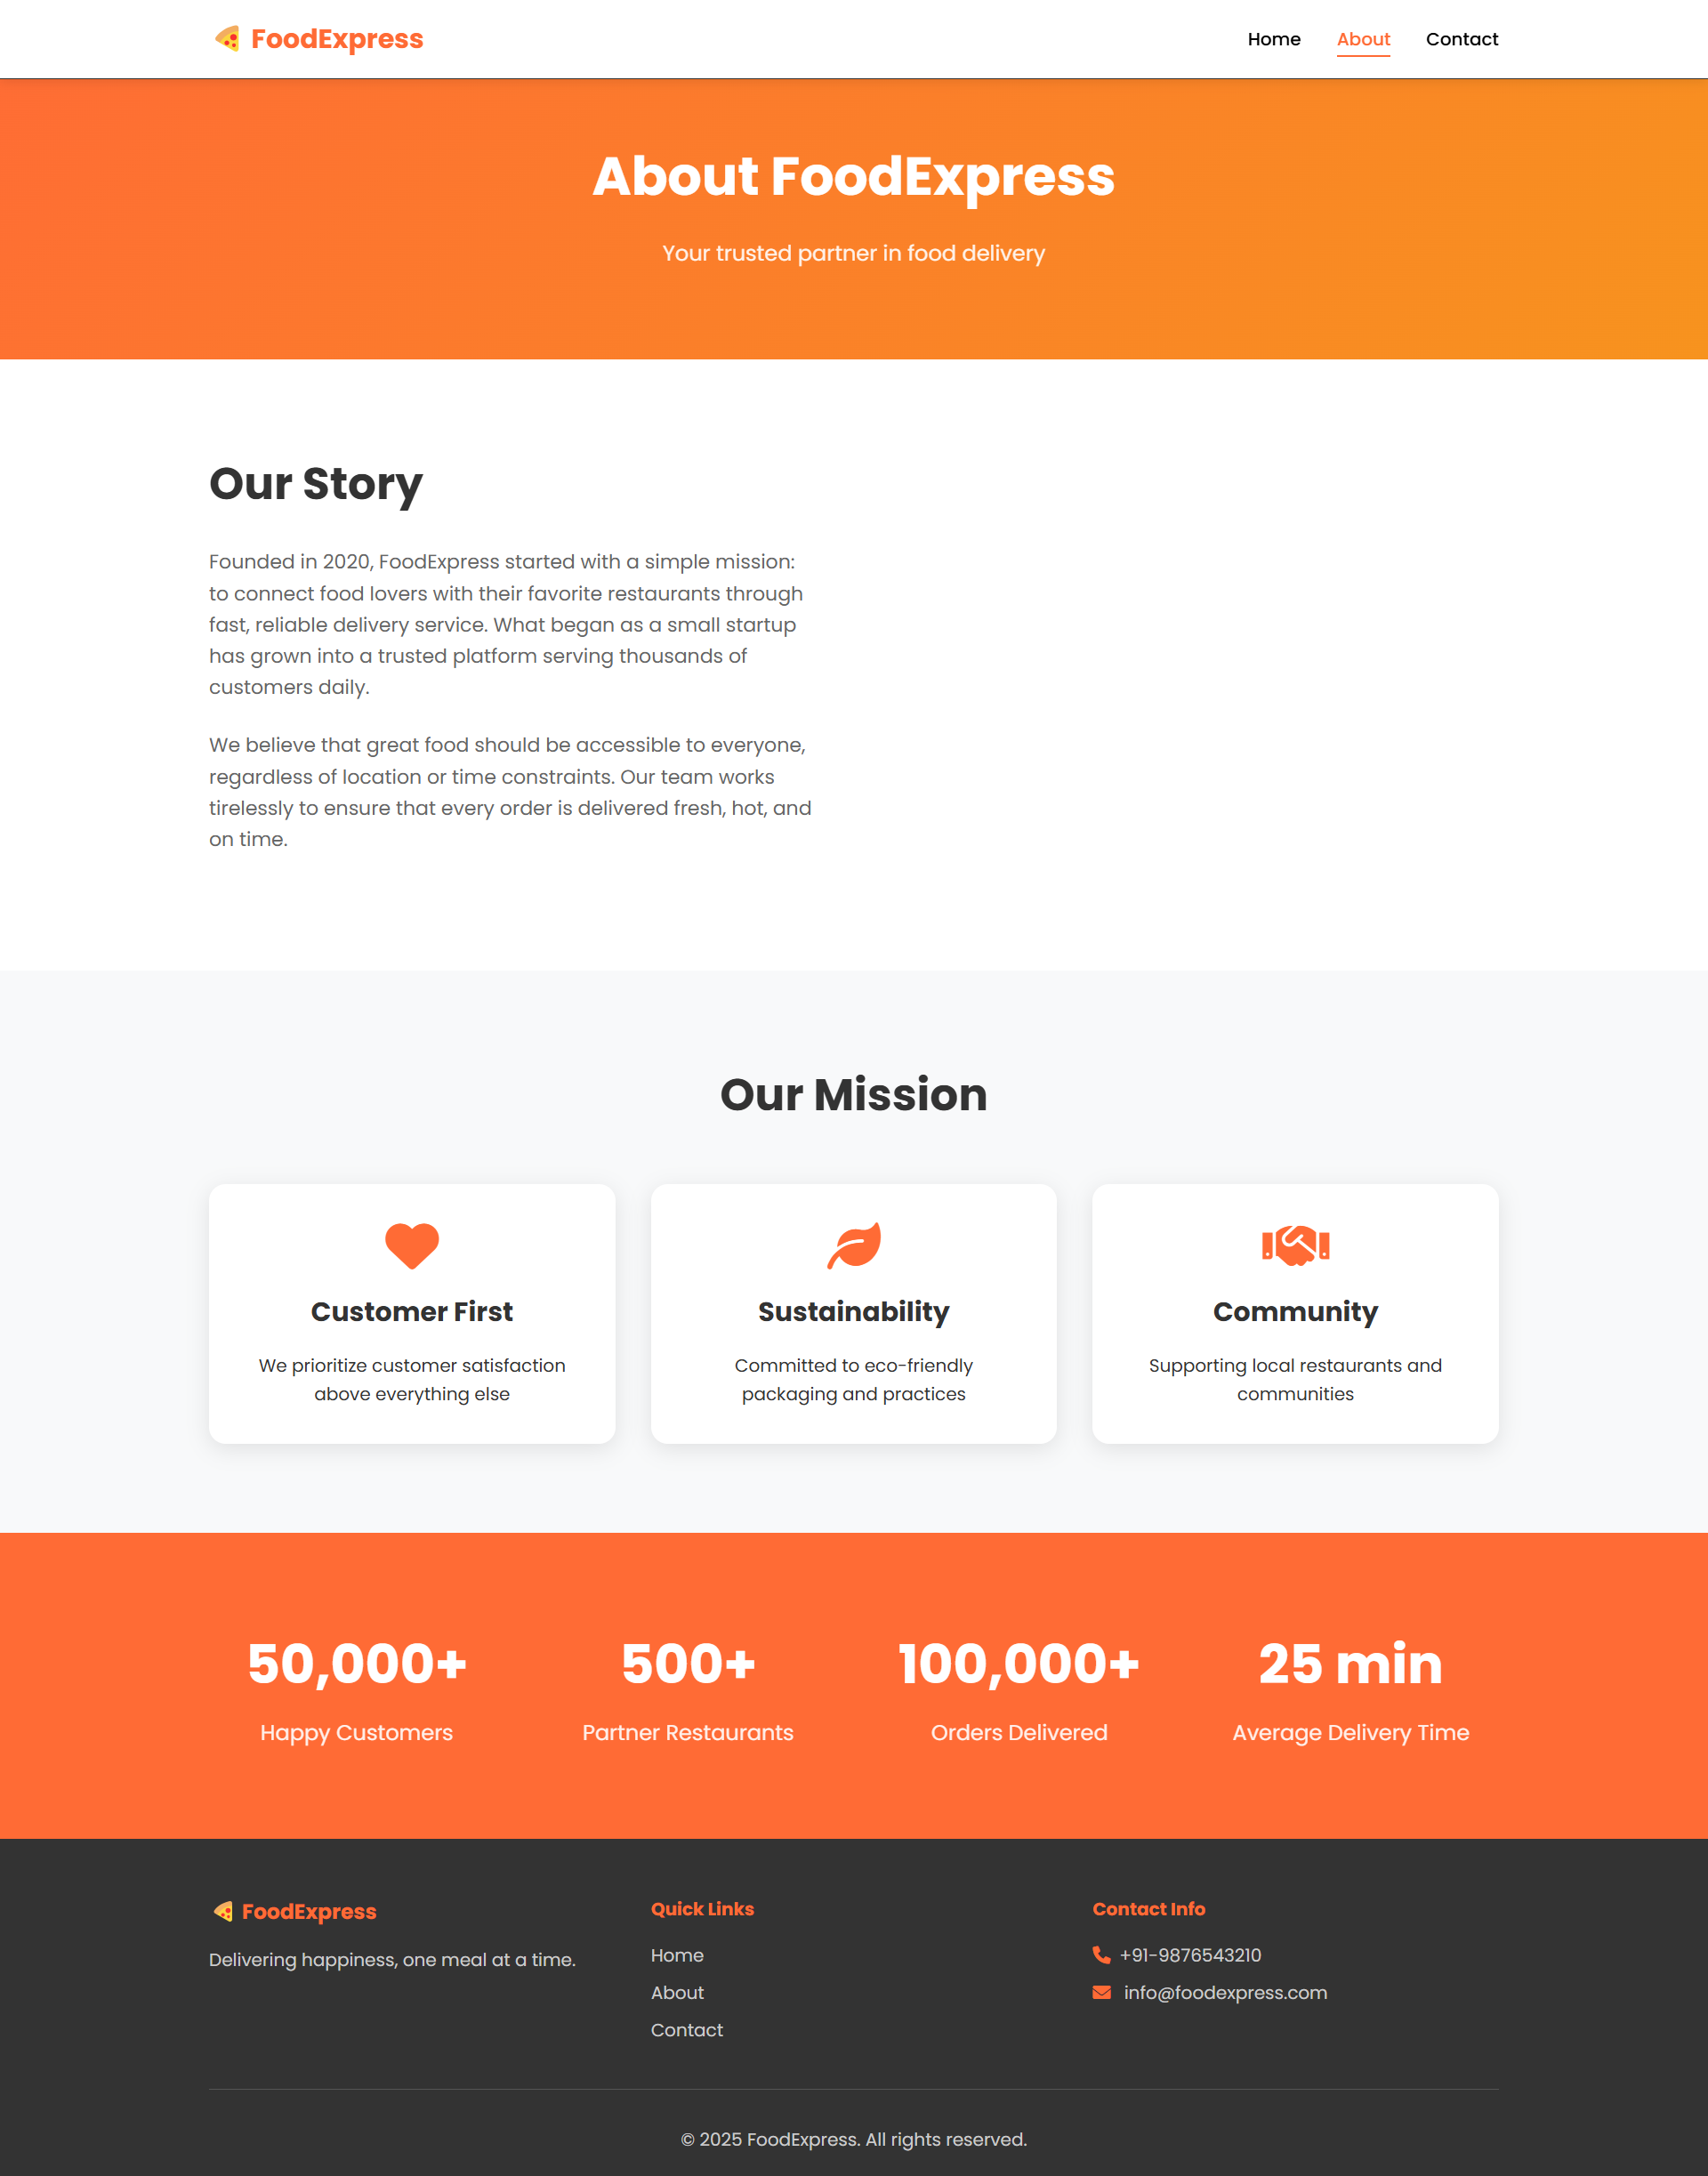 FoodExpress
Home About Contact
About FoodExpress
Your trusted partner in food delivery
Our Story
Founded in 2020, FoodExpress started with a simple mission:
to connect food lovers with their favorite restaurants through
fast, reliable delivery service. What began as a small startup
has grown into a trusted platform serving thousands of
customers daily.
We believe that great food should be accessible to everyone,
regardless of location or time constraints. Our team works
tirelessly to ensure that every order is delivered fresh, hot, and
on time.
Our Mission
Customer First
We prioritize customer satisfaction
above everything else
Sustainability
Committed to eco-friendly
packaging and practices
Community
Supporting local restaurants and
communities
50,000+
Happy Customers
500+
Partner Restaurants
100,000+
Orders Delivered
25 min
Average Delivery Time
FoodExpress
Delivering happiness, one meal at a time.
Quick Links
Home
About
Contact
Contact Info
+91-9876543210
info@foodexpress.com
© 2025 FoodExpress. All rights reserved.